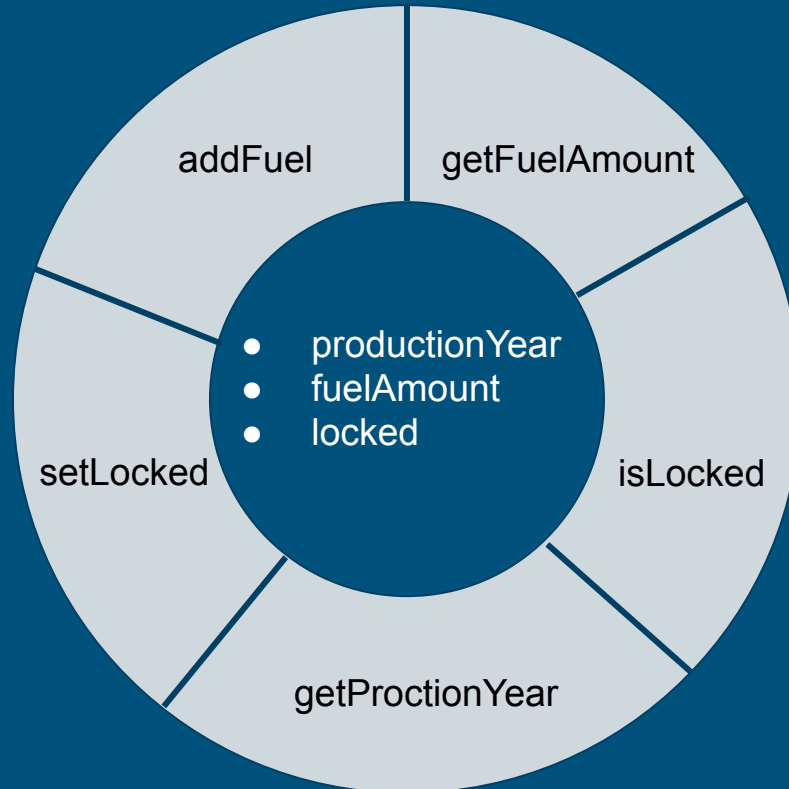 addFuel
getFuelAmount
● productionYear
● fuelAmount
● locked
setLocked
isLocked
getProctionYear